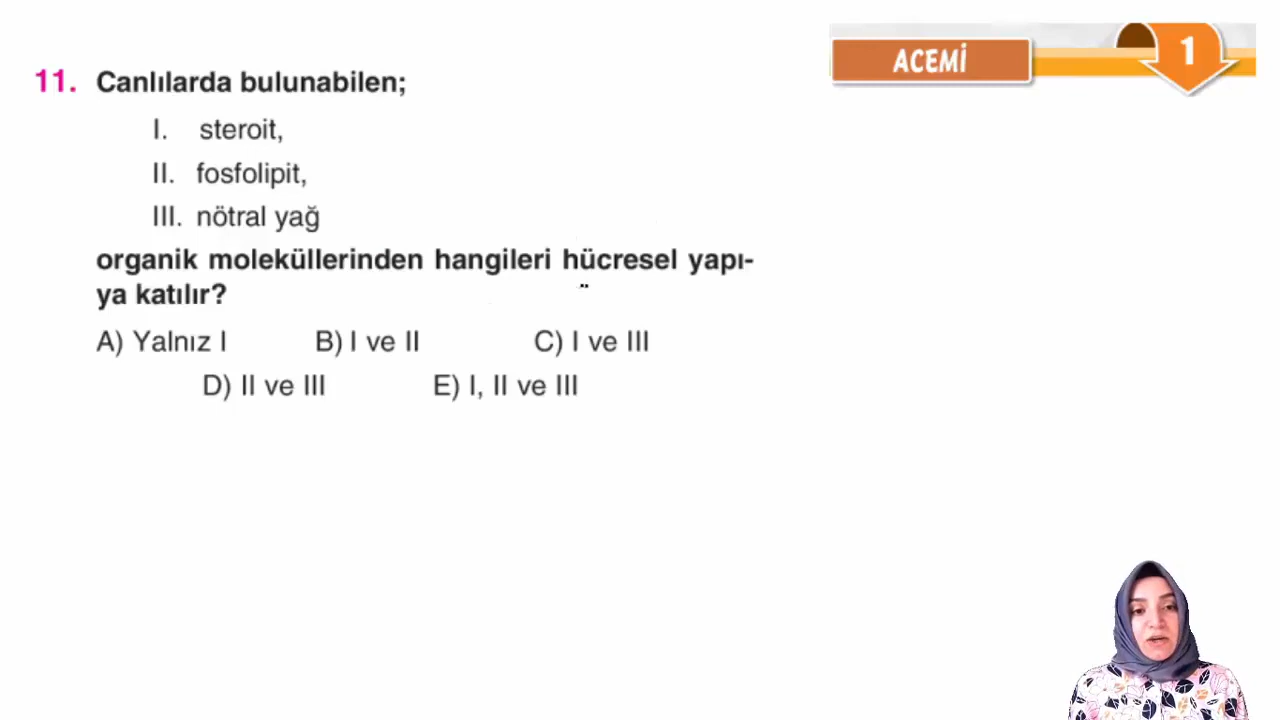 ACEMİ
1
11. Canlılarda bulunabilen;
I. steroit,
II. fosfolipit,
III. nötral yağ
organik moleküllerinden hangileri hücresel yapı-
ya katılır?
A) Yalnız I B) I ve II C) I ve III
D) II ve III E) I, II ve III